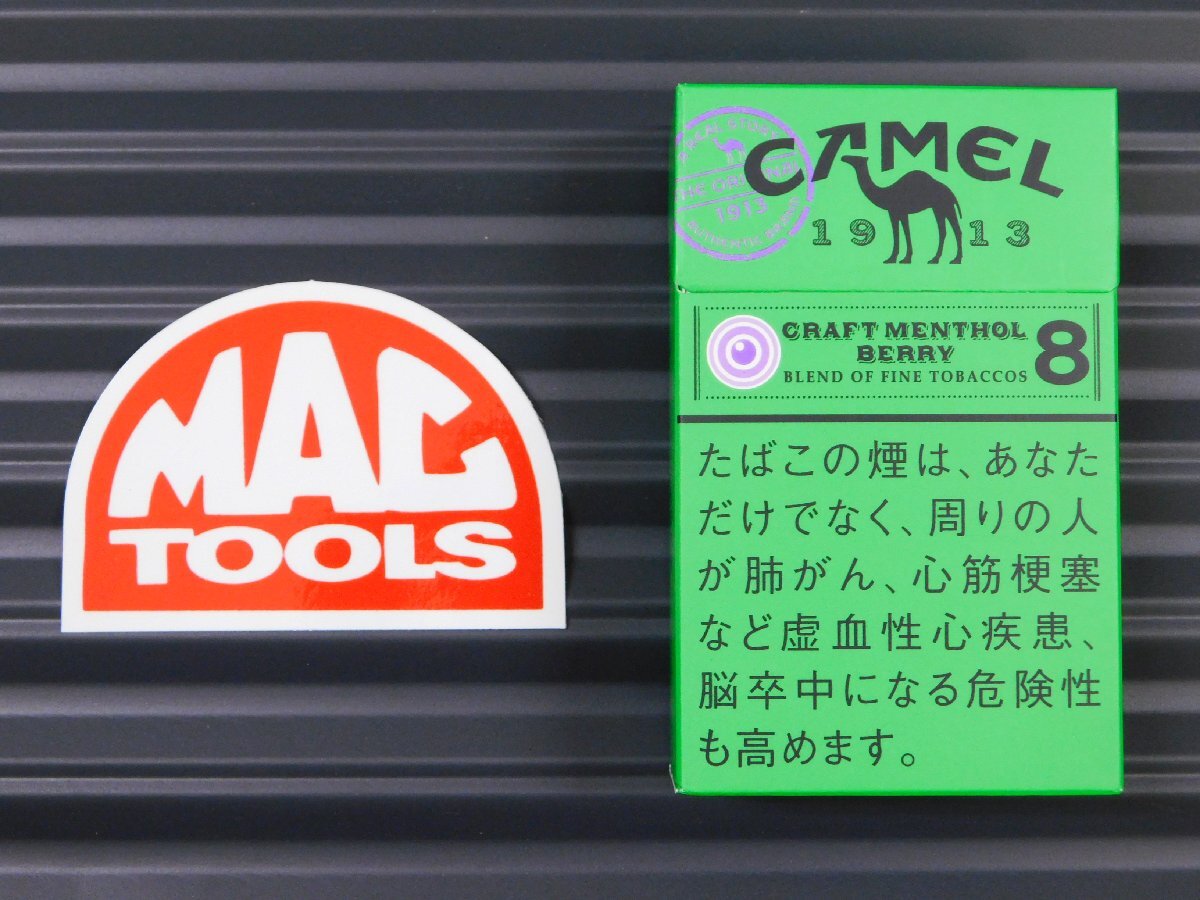 MAC
TOOLS
CAMEL
1913
THE ORIGINAL
1913
CRAFT MENTHOL
BERRY
BLEND OF FINE TOBACCOS
8
たばこの煙は、あなた
だけでなく、周りの人
が肺がん、心筋梗塞
など虚血性心疾患、
脳卒中になる危険性
も高めます。